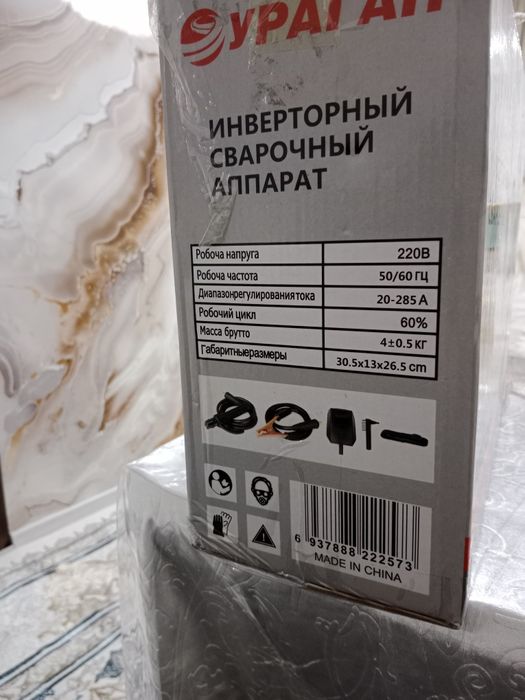 УРАГАН
ИНВЕРТОРНЫЙ
СВАРОЧНЫЙ
АППАРАТ
Робоча напруга 220В
Робоча частота 50/60 ГЦ
Диапазонрегулированиятока 20-285 А
Робочий цикл 60%
Масса брутто 4±0.5 КГ
Габаритныеразмеры 30.5x13x26.5 cm
6 937888 222573
MADE IN CHINA